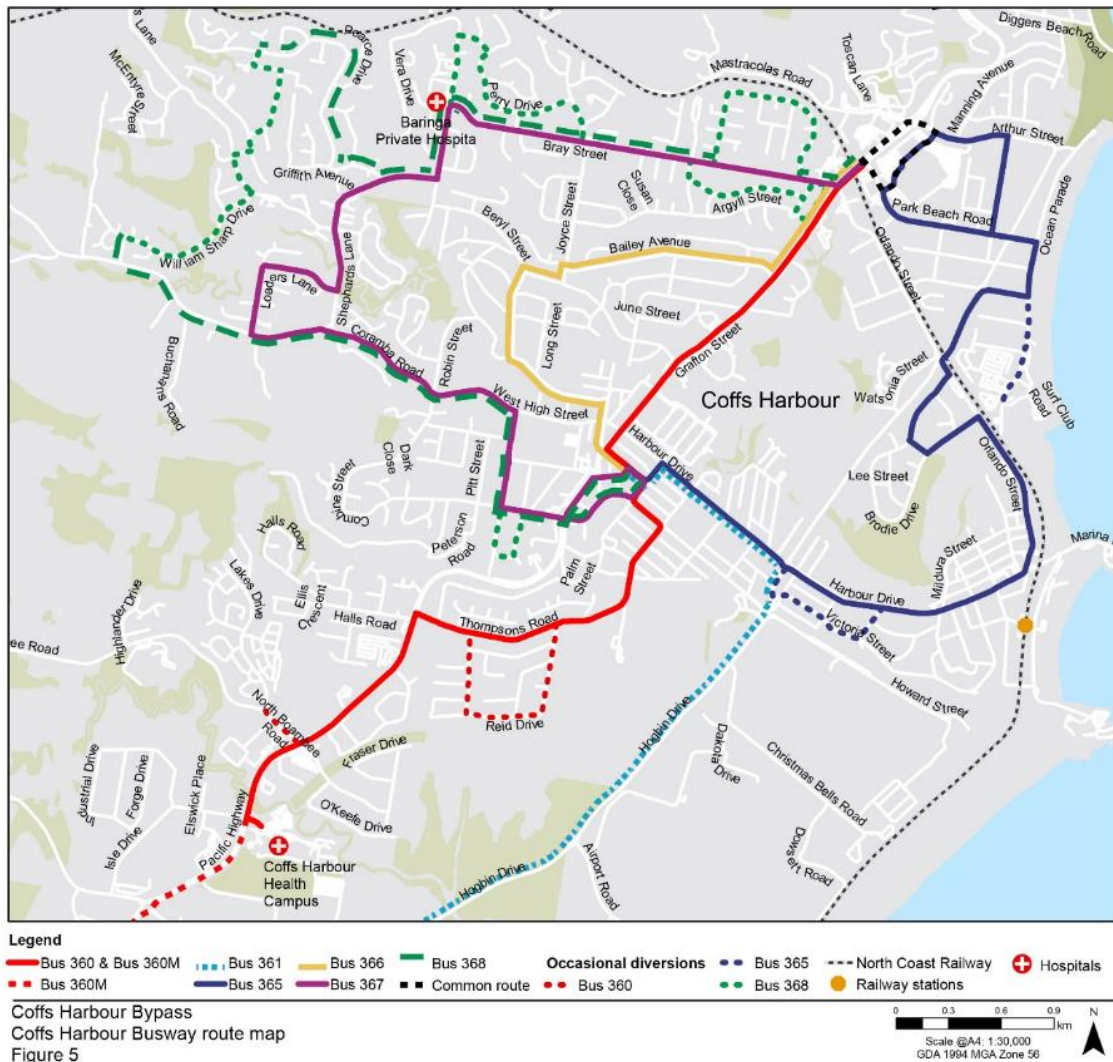 Diggers Beach Road
s Lane
Pearce Drive
Vera Drive
Toscan Lane
Manning Avenue
McEntyre Street
Mastracolas Road
Perry Drive
Baringa
Private Hospita
Arthur Street
Bray Street
Griffith Avenue
Susan
Close
Joyce Street
Argyll Street
Beryl Street
Park Beach Road
Ocean Parade
William Sharp Drive
Bailey Avenue
Orlando Street
Loaders Lane
Shephards Lane
June Street
Long Street
Coramba Road
Robin Street
Grafton Street
Buchanans Road
West High Street
Coffs Harbour
Watsonia Street
Surf Club
Road
Harbour Drive
Dark
Close
Pitt Street
Lee Street
Orlando Street
Combine Street
Brodie Drive
Halls Road
Peterson
Road
Palm
Street
Marina
Mildura Street
Lakes Drive
Ellis
Crescent
Highlander Drive
Halls Road
Thompsons Road
Harbour Drive
Victoria Street
ee Road
Howard Street
North Boambee
Road
Reid Drive
Hogbin Drive
Dakota
Drive
Fraser Drive
Christmas Bells Road
Industrial Drive
Forge Drive
Elswick Place
O'Keefe Drive
Isle Drive
Pacific Highway
Coffs Harbour
Health
Campus
Hogbin Drive
Airport Road
Dowsett Road
Legend
Bus 360 & Bus 360M Bus 361 Bus 366 Bus 368 Occasional diversions Bus 365 North Coast Railway Hospitals
Bus 360M Bus 365 Bus 367 Common route Bus 360 Bus 368 Railway stations
Coffs Harbour Bypass
Coffs Harbour Busway route map
Figure 5
0 0.3 0.6 0.9
km
N
Scale @A4: 1:30,000
GDA 1994 MGA Zone 56